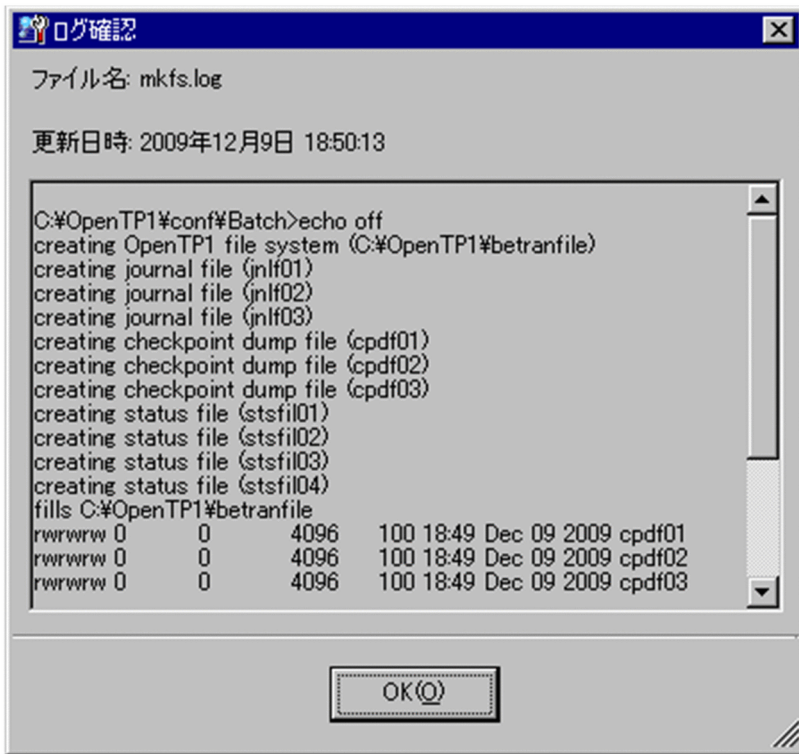 ログ確認
ファイル名: mkfs.log
更新日時: 2009年12月9日 18:50:13
C:¥OpenTP1¥conf¥Batch>echo off
creating OpenTP1 file system (C:¥OpenTP1¥betranfile)
creating journal file (jnlf01)
creating journal file (jnlf02)
creating journal file (jnlf03)
creating checkpoint dump file (cpdf01)
creating checkpoint dump file (cpdf02)
creating checkpoint dump file (cpdf03)
creating status file (stsfil01)
creating status file (stsfil02)
creating status file (stsfil03)
creating status file (stsfil04)
fills C:¥OpenTP1¥betranfile
rwrwrw 0 0 4096 100 18:49 Dec 09 2009 cpdf01
rwrwrw 0 0 4096 100 18:49 Dec 09 2009 cpdf02
rwrwrw 0 0 4096 100 18:49 Dec 09 2009 cpdf03
OK(O)